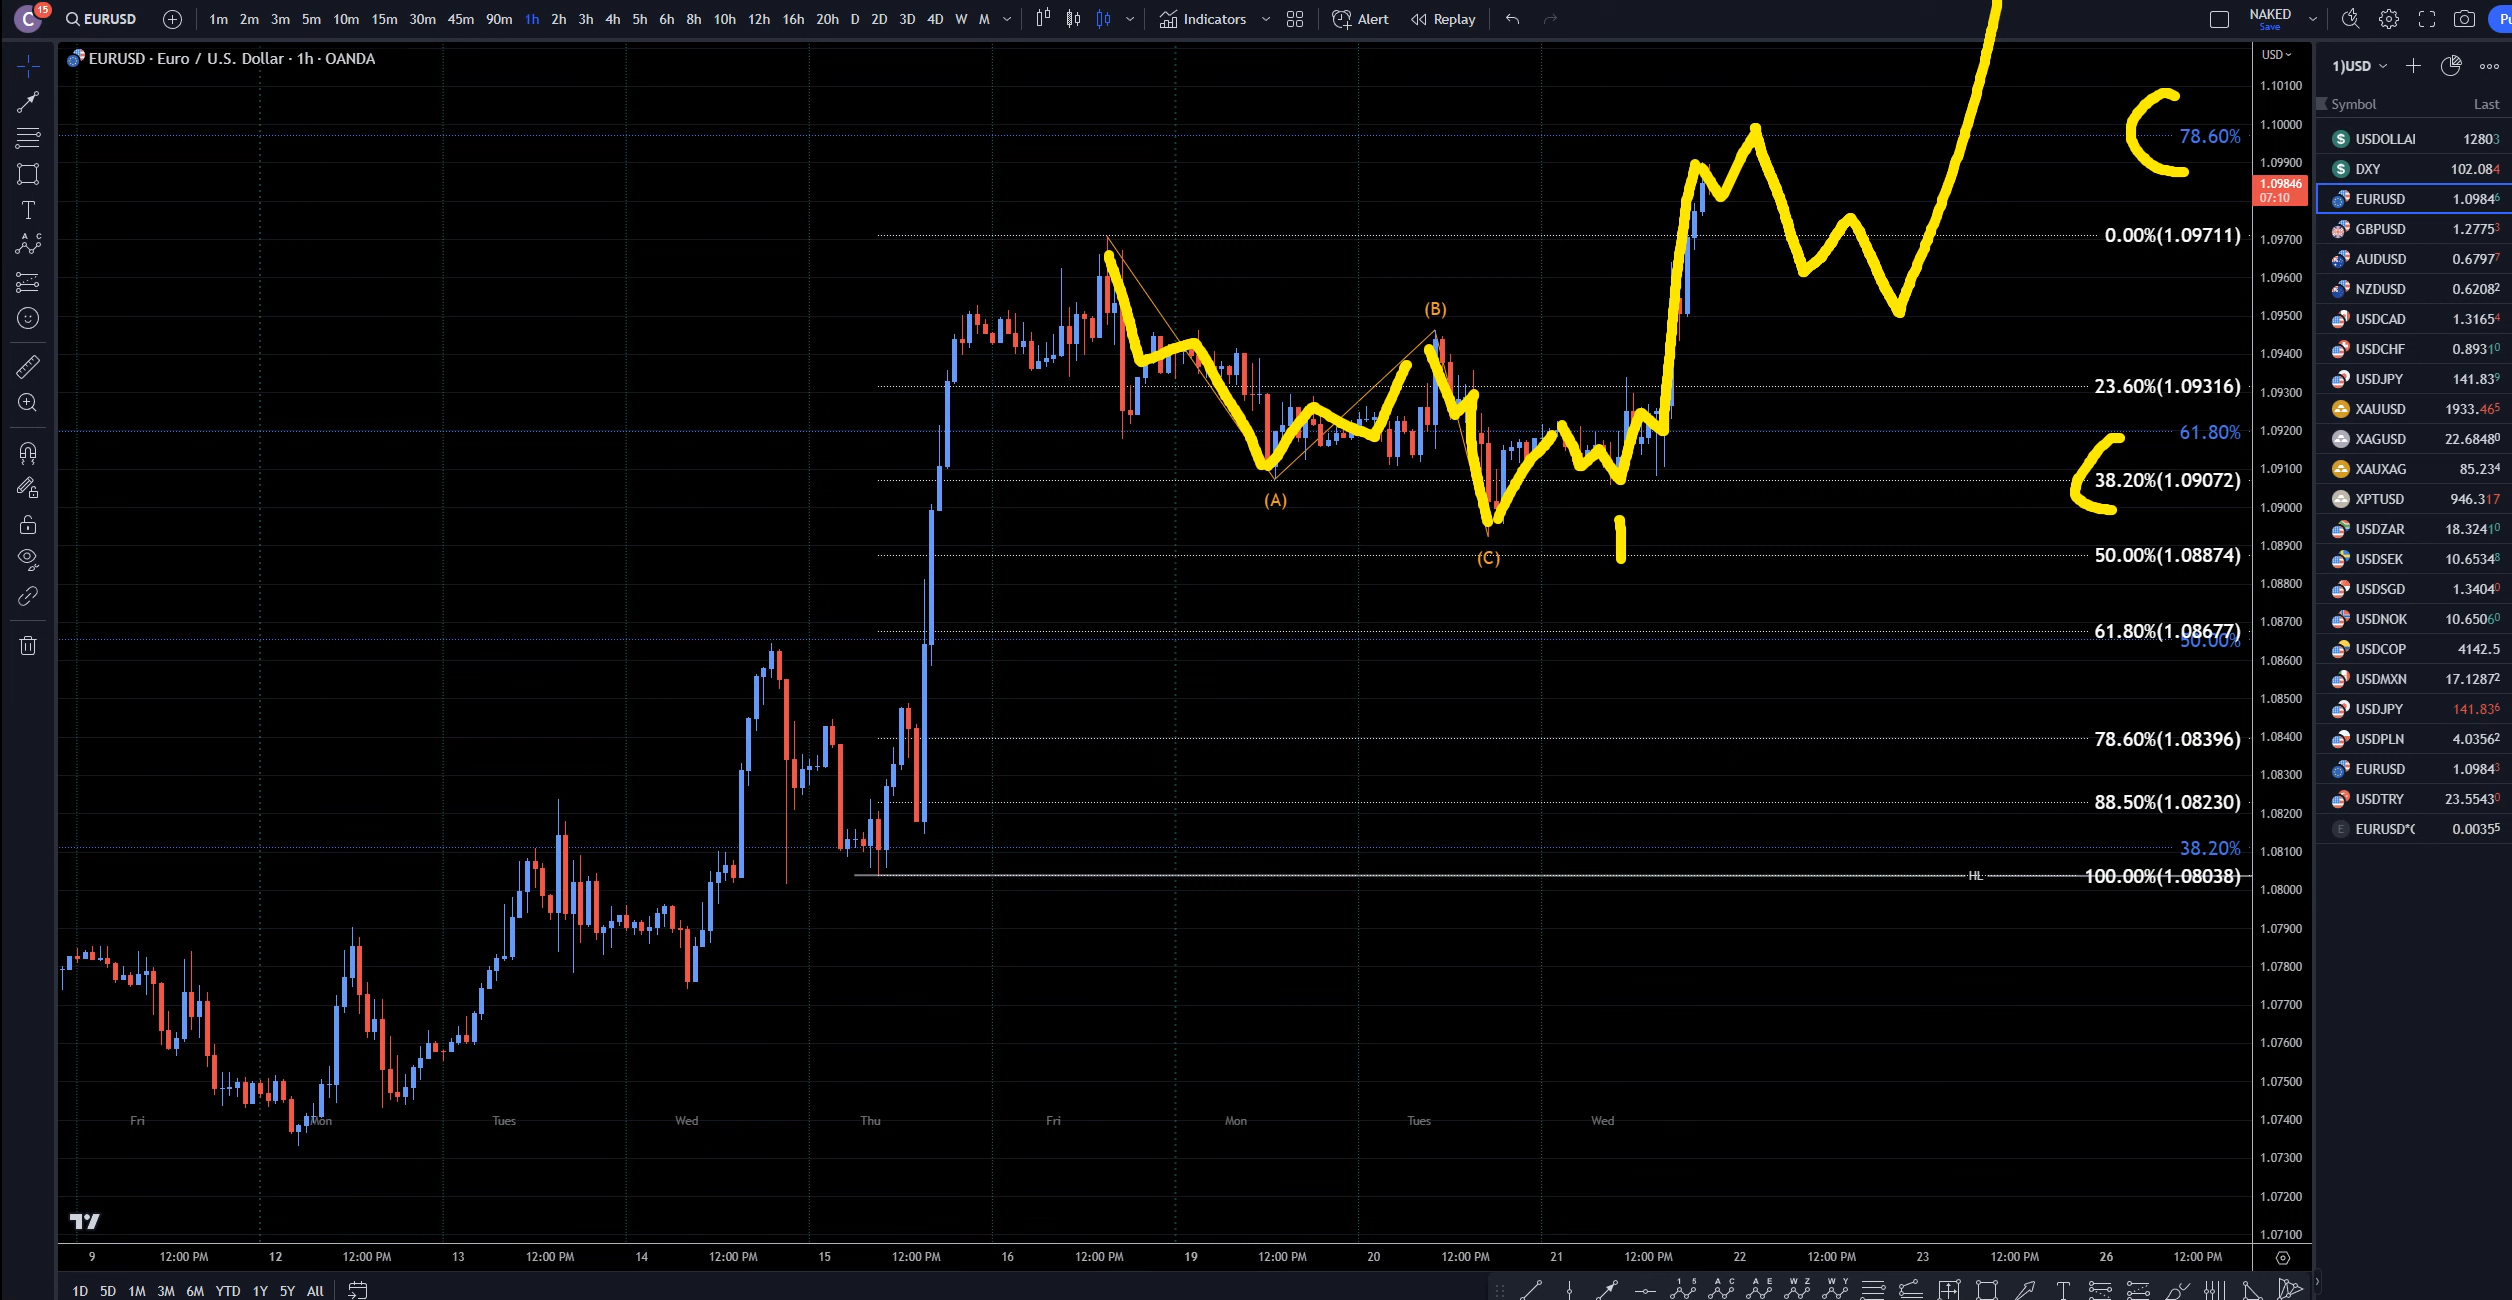 C 15 EURUSD 1m 2m 3m 5m 10m 15m 30m 45m 90m 1h 2h 3h 4h 5h 6h 8h 10h 12h 16h 20h D 2D 3D 4D W M Indicators Alert Replay NAKED Save Pu
EURUSD · Euro / U.S. Dollar · 1h · OANDA
USD
1.10100
1.10000
1.09900
1.09846
07:10
1.09700
1.09600
1.09500
1.09400
1.09300
1.09200
1.09100
1.09000
1.08900
1.08800
1.08700
1.08600
1.08500
1.08400
1.08300
1.08200
1.08100
1.08000
1.07900
1.07800
1.07700
1.07600
1.07500
1.07400
1.07300
1.07200
1.07100
78.60%
0.00%(1.09711)
23.60%(1.09316)
61.80%
38.20%(1.09072)
50.00%(1.08874)
61.80%(1.08677)
50.00%
78.60%(1.08396)
88.50%(1.08230)
38.20%
HL 100.00%(1.08038)
(B)
(A)
(C)
Fri Mon Tues Wed Thu Fri Mon Tues Wed
9 12:00 PM 12 12:00 PM 13 12:00 PM 14 12:00 PM 15 12:00 PM 16 12:00 PM 19 12:00 PM 20 12:00 PM 21 12:00 PM 22 12:00 PM 23 12:00 PM 26 12:00 PM
1D 5D 1M 3M 6M YTD 1Y 5Y All
1)USD
Symbol Last
USDOLLAI 12803
DXY 102.084
EURUSD 1.09846
GBPUSD 1.27753
AUDUSD 0.67977
NZDUSD 0.62082
USDCAD 1.31654
USDCHF 0.89310
USDJPY 141.839
XAUUSD 1933.465
XAGUSD 22.68480
XAUXAG 85.234
XPTUSD 946.317
USDZAR 18.32410
USDSEK 10.65348
USDSGD 1.34040
USDNOK 10.65060
USDCOP 4142.5
USDMXN 17.12872
USDJPY 141.836
USDPLN 4.03562
EURUSD 1.09843
USDTRY 23.55430
E EURUSD*( 0.00355